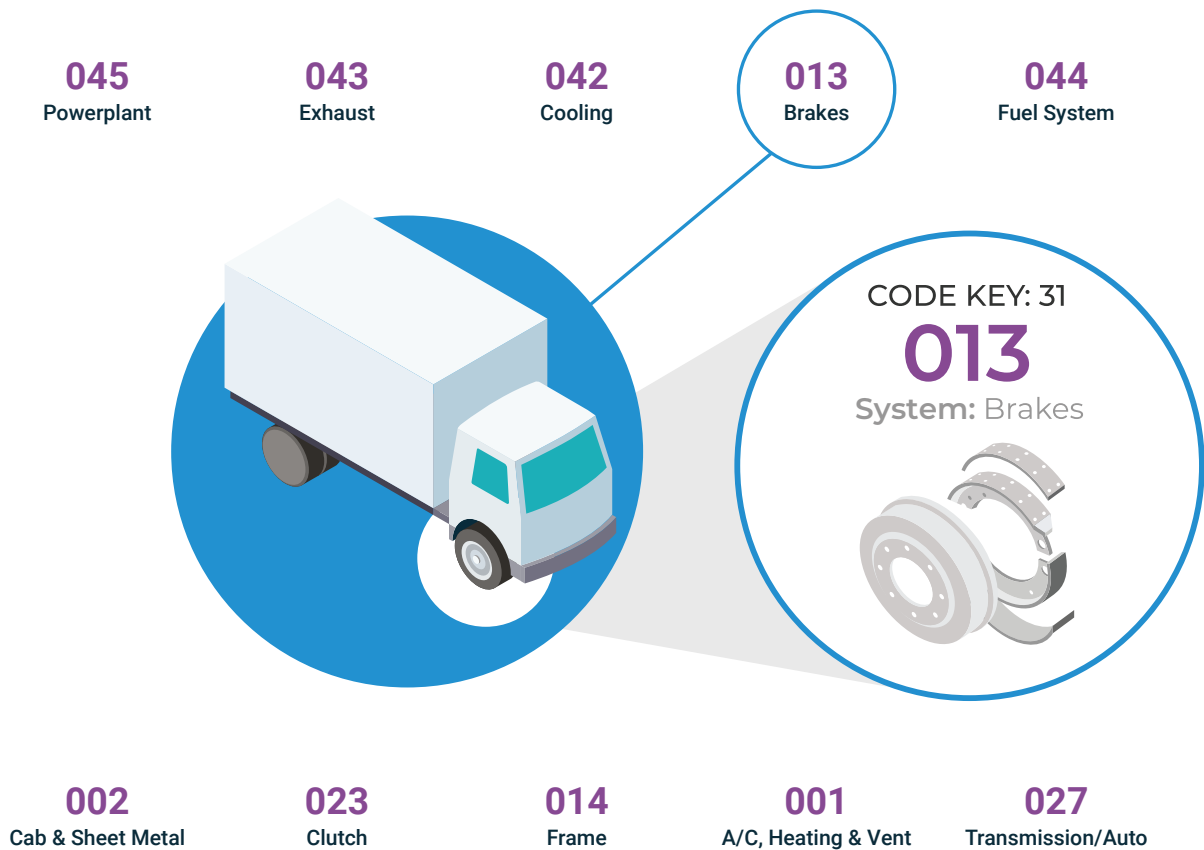 045
Powerplant
043
Exhaust
042
Cooling
013
Brakes
044
Fuel System
CODE KEY: 31
013
System: Brakes
002
Cab & Sheet Metal
023
Clutch
014
Frame
001
A/C, Heating & Vent
027
Transmission/Auto